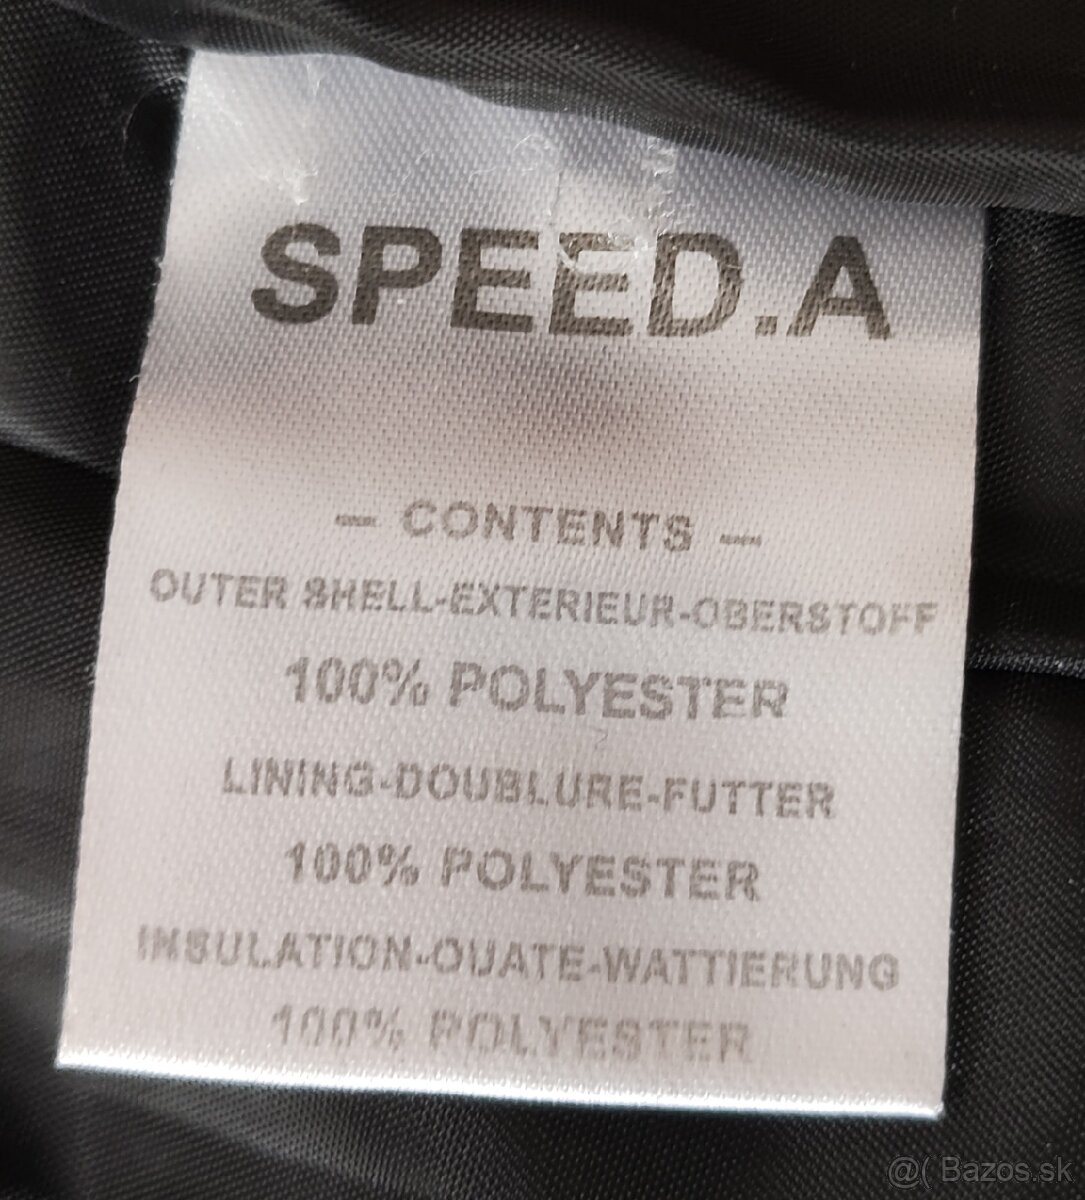 SPEED.A
— CONTENTS —
OUTER SHELL-EXTERIEUR-OBERSTOFF
100% POLYESTER
LINING-DOUBLURE-FUTTER
100% POLYESTER
INSULATION-OUATE-WATTIERUNG
100% POLYESTER
@( Bazos.sk